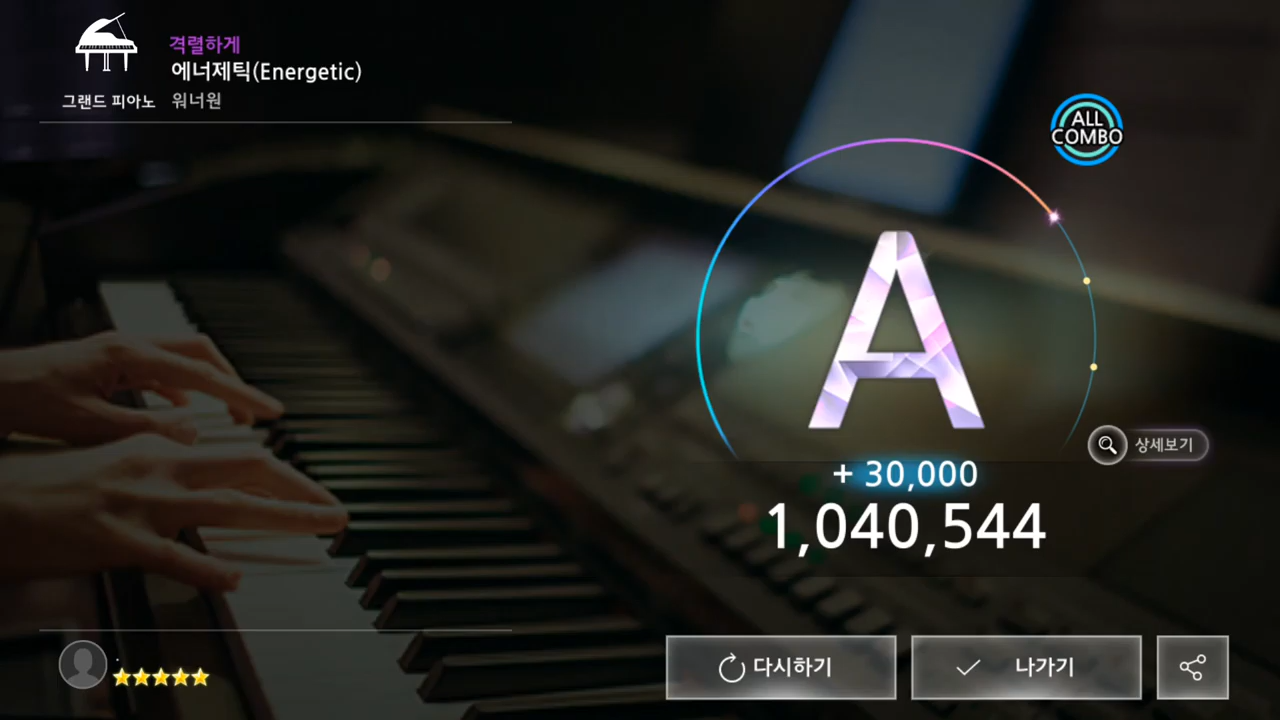 격렬하게
에너제틱(Energetic)
그랜드 피아노 워너원
ALL
COMBO
A
상세보기
+ 30,000
1,040,544
.
다시하기
나가기